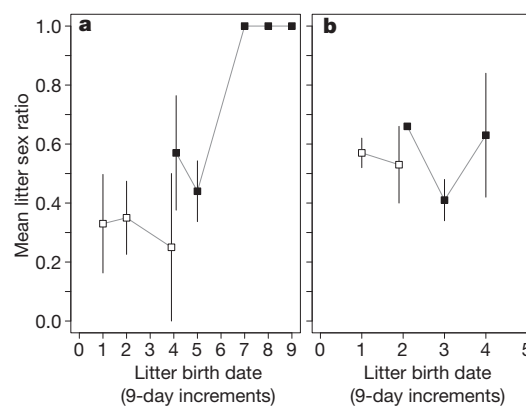 a
b
Mean litter sex ratio
1.0
0.8
0.6
0.4
0.2
0.0
0 1 2 3 4 5 6 7 8 9
0 1 2 3 4 5
Litter birth date
(9-day increments)
Litter birth date
(9-day increments)